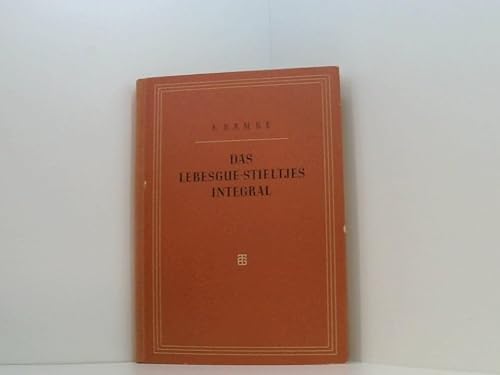 E. KAMKE
DAS
LEBESGUE-STIELTJES
INTEGRAL